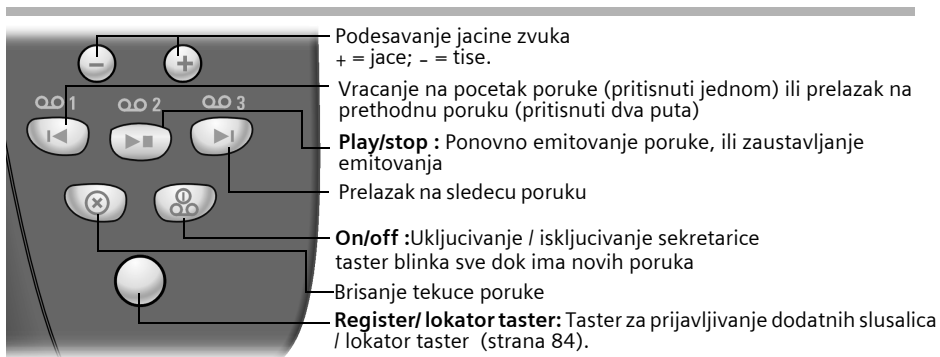 Podesavanje jacine zvuka
+ = jace; - = tise.
Vracanje na pocetak poruke (pritisnuti jednom) ili prelazak na
prethodnu poruku (pritisnuti dva puta)
1
2
3
Play/stop : Ponovno emitovanje poruke, ili zaustavljanje
emitovanja
Prelazak na sledecu poruku
On/off :Ukljucivanje / iskljucivanje sekretarice
taster blinka sve dok ima novih poruka
Brisanje tekuce poruke
Register/ lokator taster: Taster za prijavljivanje dodatnih slusalica
/ lokator taster (strana 84).